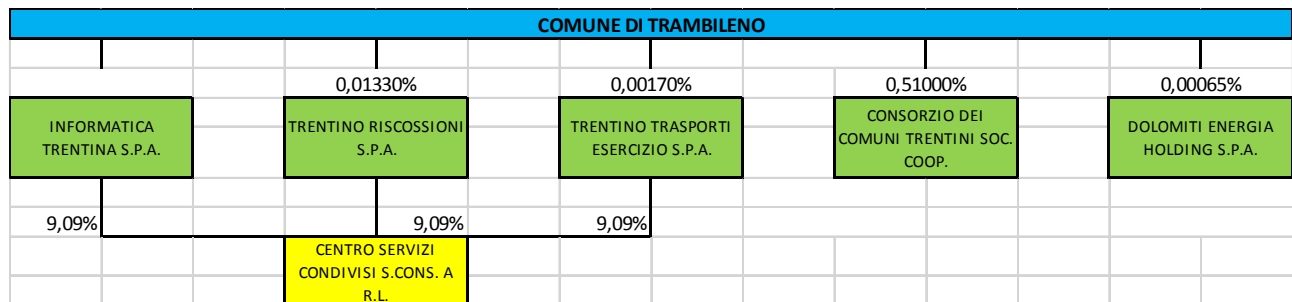 COMUNE DI TRAMBILENO
0,01330%
0,00170%
0,51000%
0,00065%
INFORMATICA
TRENTINA S.P.A.
TRENTINO RISCOSSIONI
S.P.A.
TRENTINO TRASPORTI
ESERCIZIO S.P.A.
CONSORZIO DEI
COMUNI TRENTINI SOC.
COOP.
DOLOMITI ENERGIA
HOLDING S.P.A.
9,09%
9,09%
9,09%
CENTRO SERVIZI
CONDIVISI S.CONS. A
R.L.